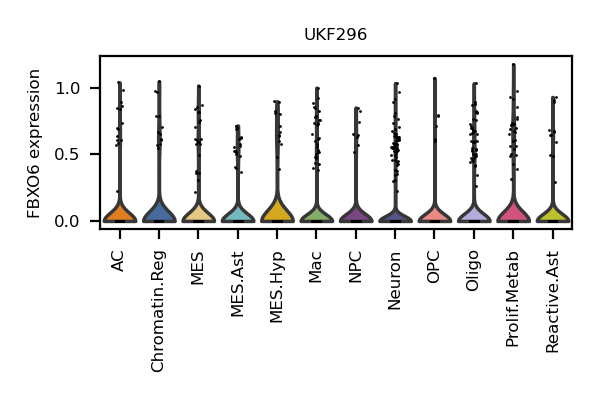 UKF296
FBXO6 expression
1.0
0.5
0.0
AC
Chromatin.Reg
MES
MES.Ast
MES.Hyp
Mac
NPC
Neuron
OPC
Oligo
Prolif.Metab
Reactive.Ast